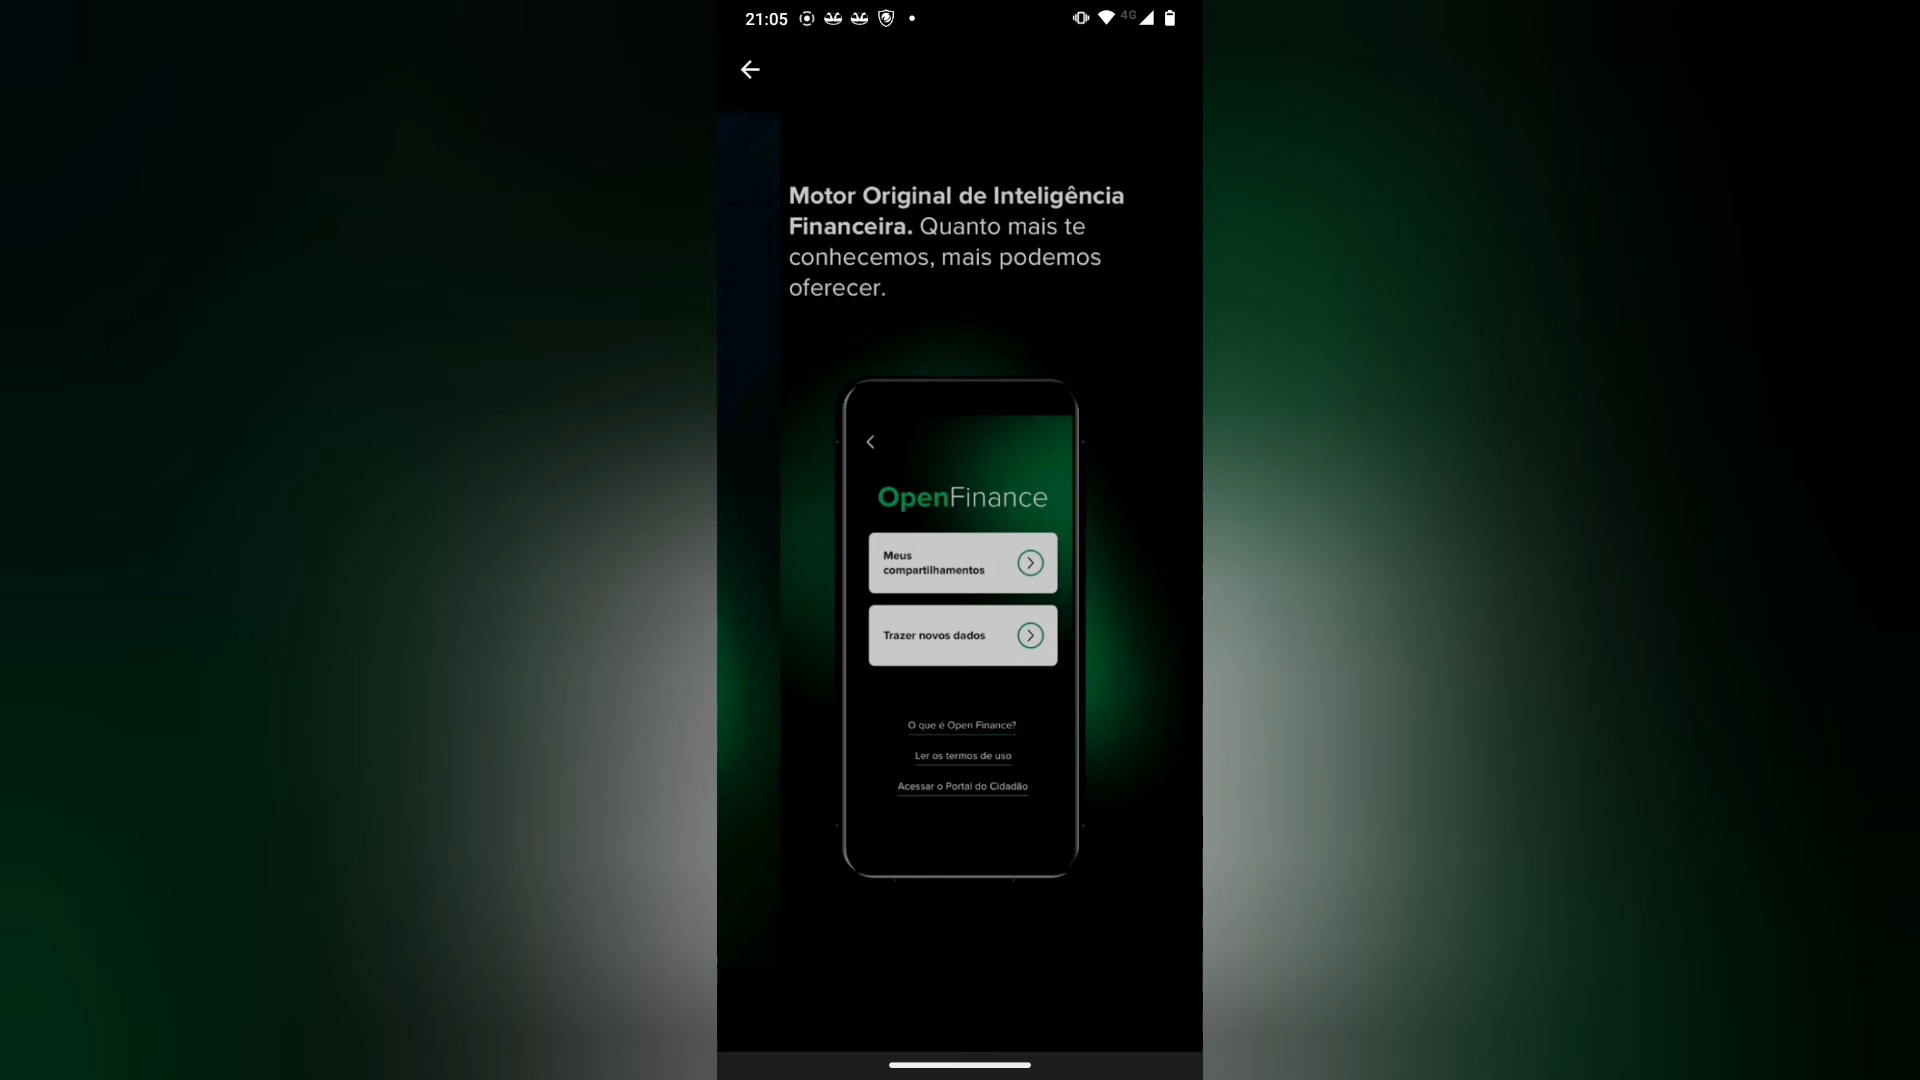 21:05
4G
Motor Original de Inteligência
Financeira. Quanto mais te
conhecemos, mais podemos
oferecer.
OpenFinance
Meus
compartilhamentos
Trazer novos dados
O que é Open Finance?
Ler os termos de uso
Acessar o Portal do Cidadão